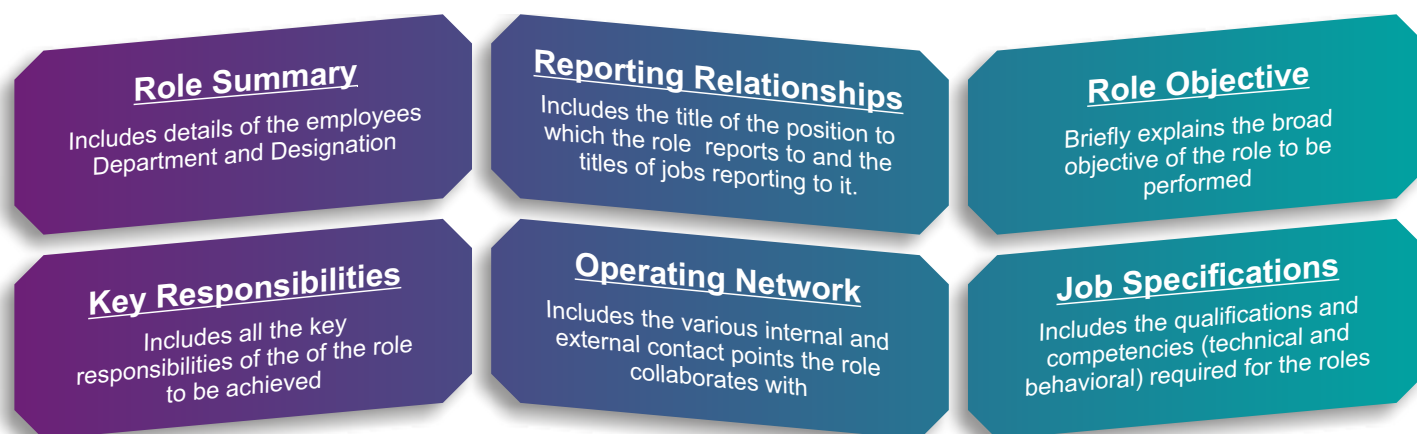 Role Summary
Includes details of the employees
Department and Designation
Reporting Relationships
Includes the title of the position to
which the role  reports to and the
titles of jobs reporting to it.
Role Objective
Briefly explains the broad
objective of the role to be
performed
Key Responsibilities
Includes all the key
responsibilities of the of the role
to be achieved
Operating Network
Includes the various internal and
external contact points the role
collaborates with
Job Specifications
Includes the qualifications and
competencies (technical and
behavioral) required for the roles